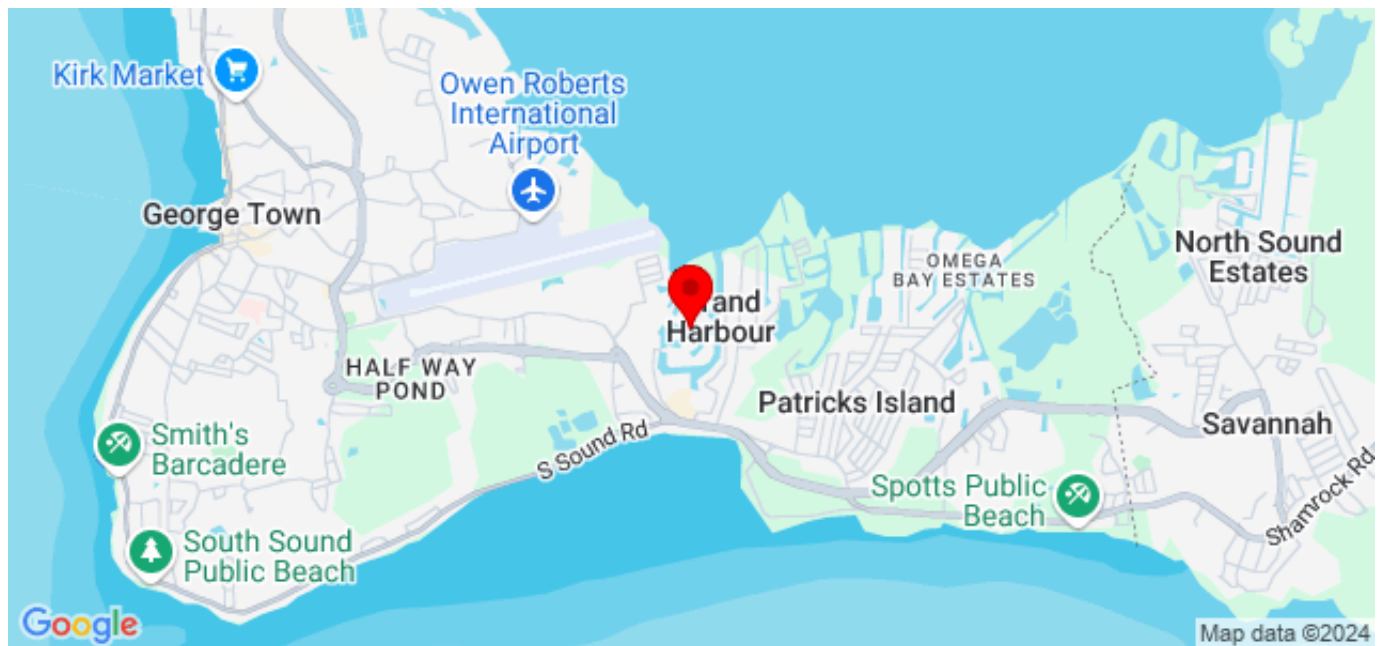 Kirk Market
Owen Roberts
International
Airport
George Town
OMEGA
BAY ESTATES
North Sound
Estates
rand
Harbour
HALF WAY
POND
Patricks Island
Savannah
Smith's
Barcadere
S Sound Rd
Spotts Public
Beach
Shamrock Rd
South Sound
Public Beach
Google
Map data ©2024